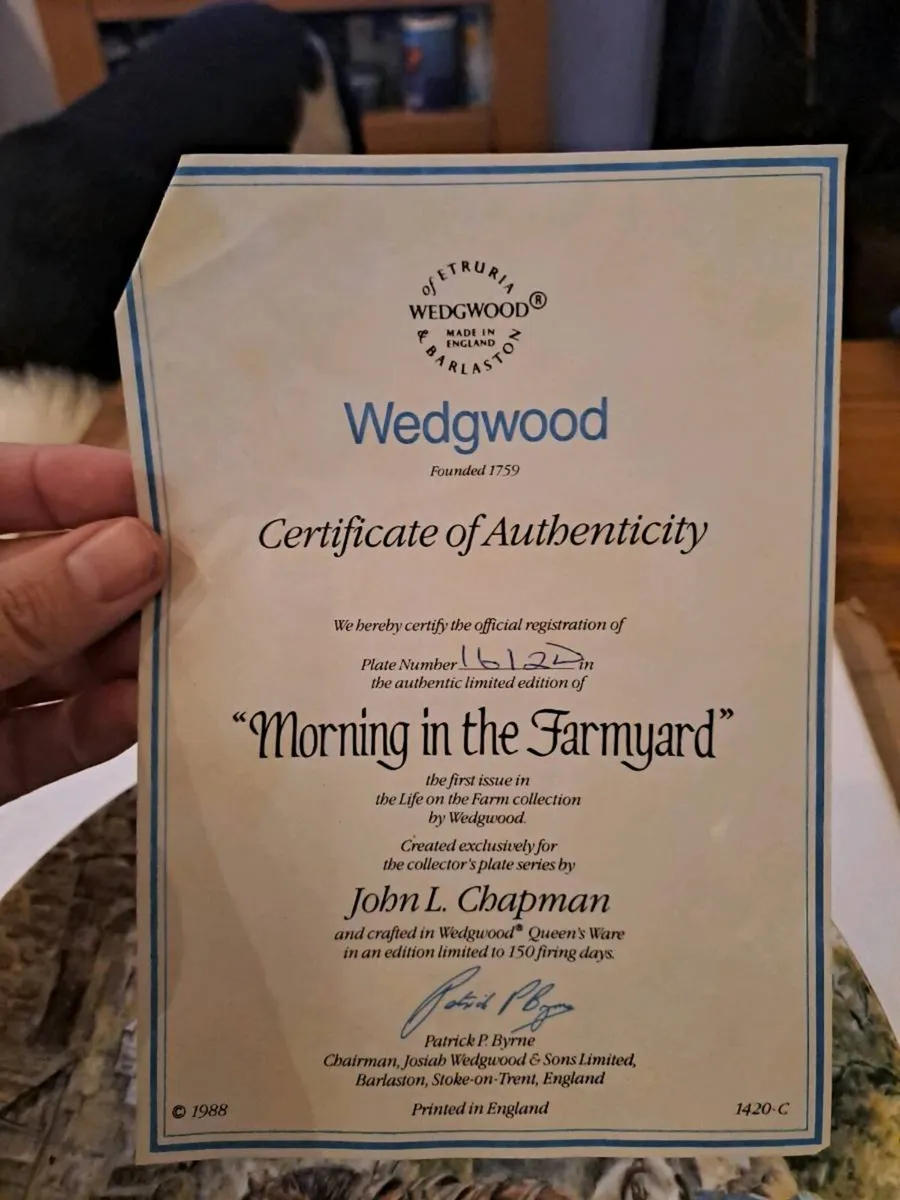 of ETRURIA
WEDGWOOD®
MADE IN
ENGLAND
& BARLASTON
Wedgwood
Founded 1759
Certificate of Authenticity
We hereby certify the official registration of
Plate Number 1612D in
the authentic limited edition of
“Morning in the Farmyard”
the first issue in
the Life on the Farm collection
by Wedgwood.
Created exclusively for
the collector's plate series by
John L. Chapman
and crafted in Wedgwood® Queen's Ware
in an edition limited to 150 firing days.
Patrick P Byrne
Patrick P. Byrne
Chairman, Josiah Wedgwood & Sons Limited,
Barlaston, Stoke-on-Trent, England
© 1988 Printed in England 1420-C